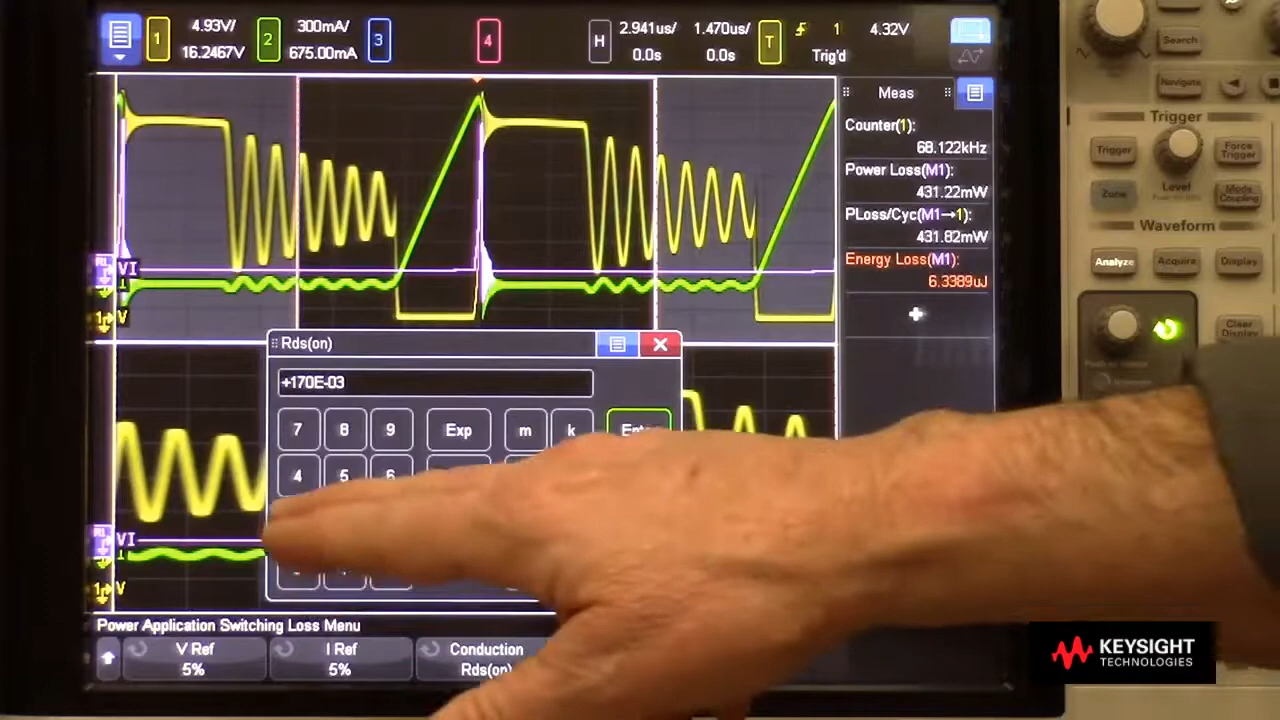 1
4.93V/
16.2467V
2
300mA/
675.00mA
3
4
H
2.941us/
0.0s
1.470us/
0.0s
T
1
Trig'd
4.32V
Meas
Counter(1):
68.122kHz
Power Loss(M1):
431.22mW
PLoss/Cyc(M1→1):
431.82mW
Energy Loss(M1):
6.3389uJ
VI
I
V
Rds(on)
+170E-03
7 8 9 Exp m k
4 5 6
VI
I
V
Power Application Switching Loss Menu
V Ref
5%
I Ref
5%
Conduction
Rds(on)
Search
Navigate
Trigger
Trigger
Force
Trigger
Zone
Level
Mode
Coupling
Waveform
Analyze
Acquire
Display
Clear
Display
KEYSIGHT
TECHNOLOGIES